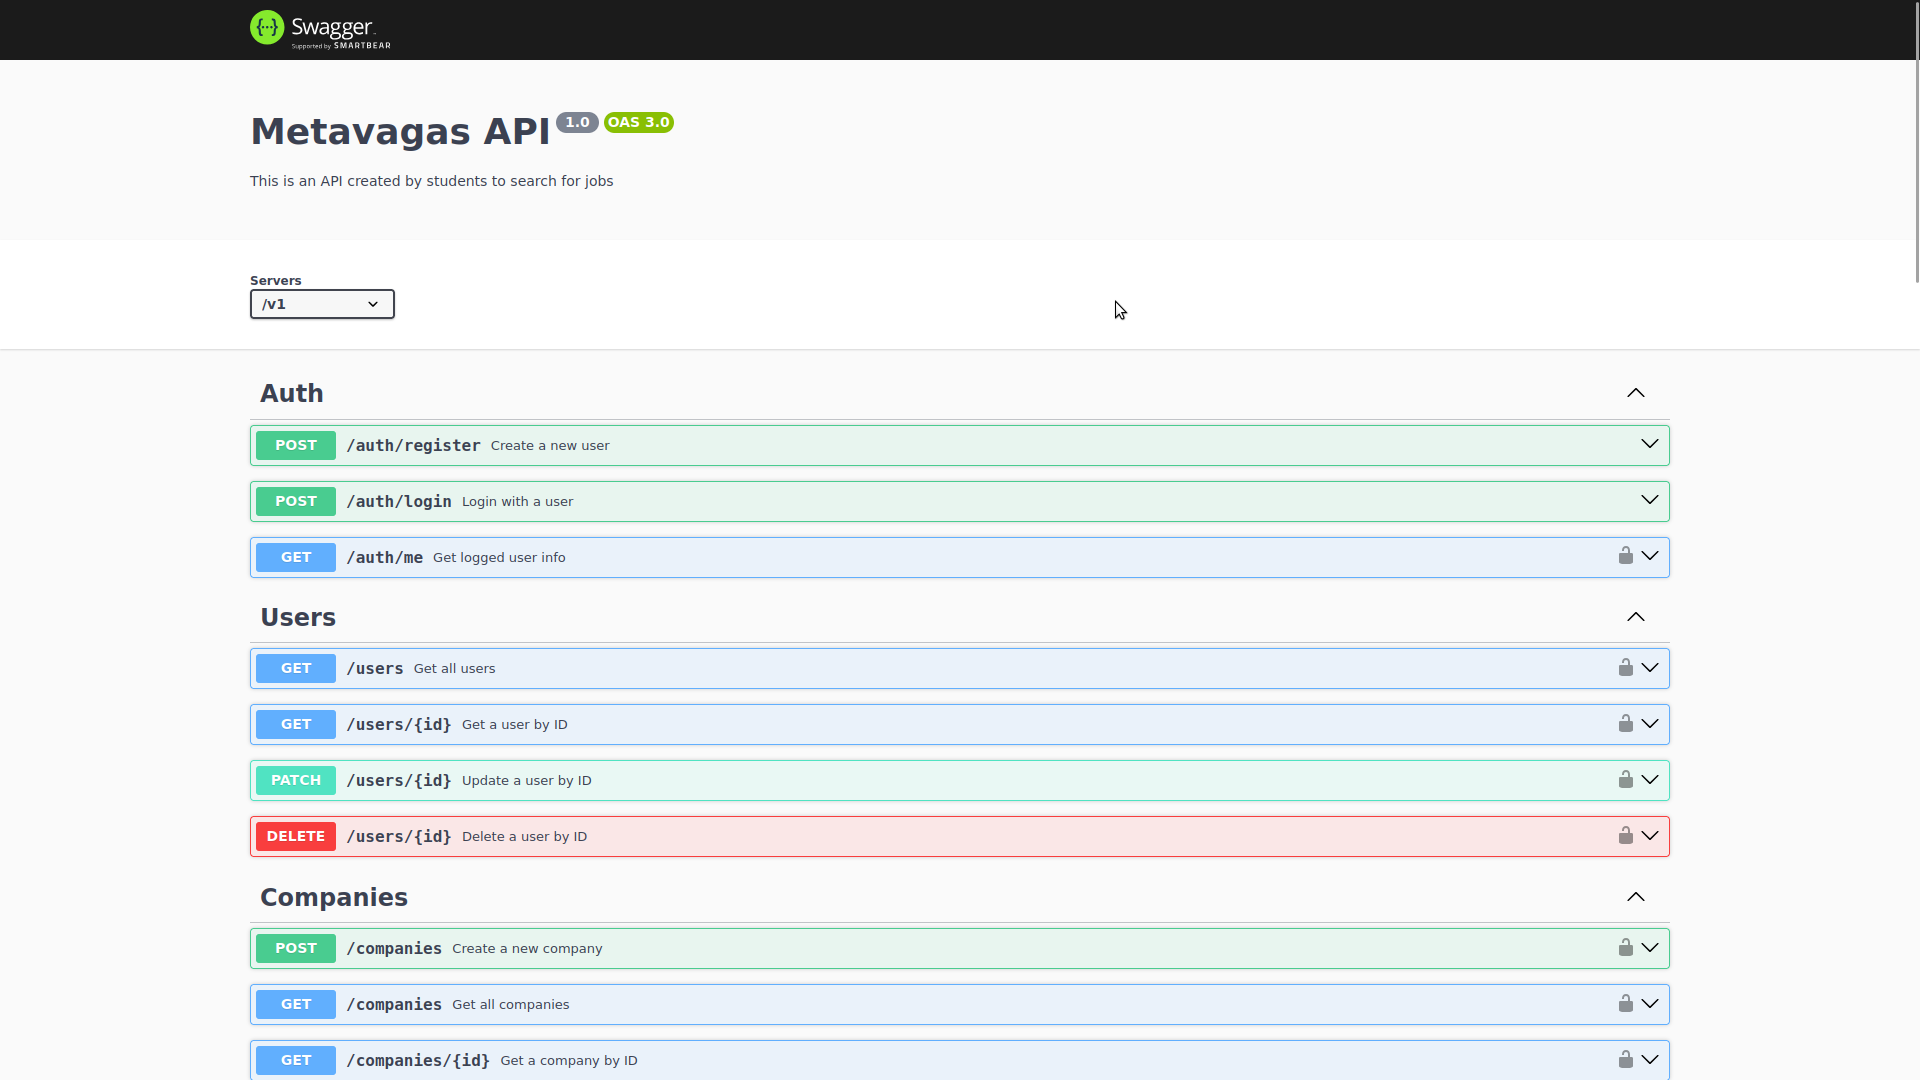 Swagger
Supported by SMARTBEAR
Metavagas API 1.0 OAS 3.0
This is an API created by students to search for jobs
Servers
/v1
Auth
POST /auth/register Create a new user
POST /auth/login Login with a user
GET /auth/me Get logged user info
Users
GET /users Get all users
GET /users/{id} Get a user by ID
PATCH /users/{id} Update a user by ID
DELETE /users/{id} Delete a user by ID
Companies
POST /companies Create a new company
GET /companies Get all companies
GET /companies/{id} Get a company by ID